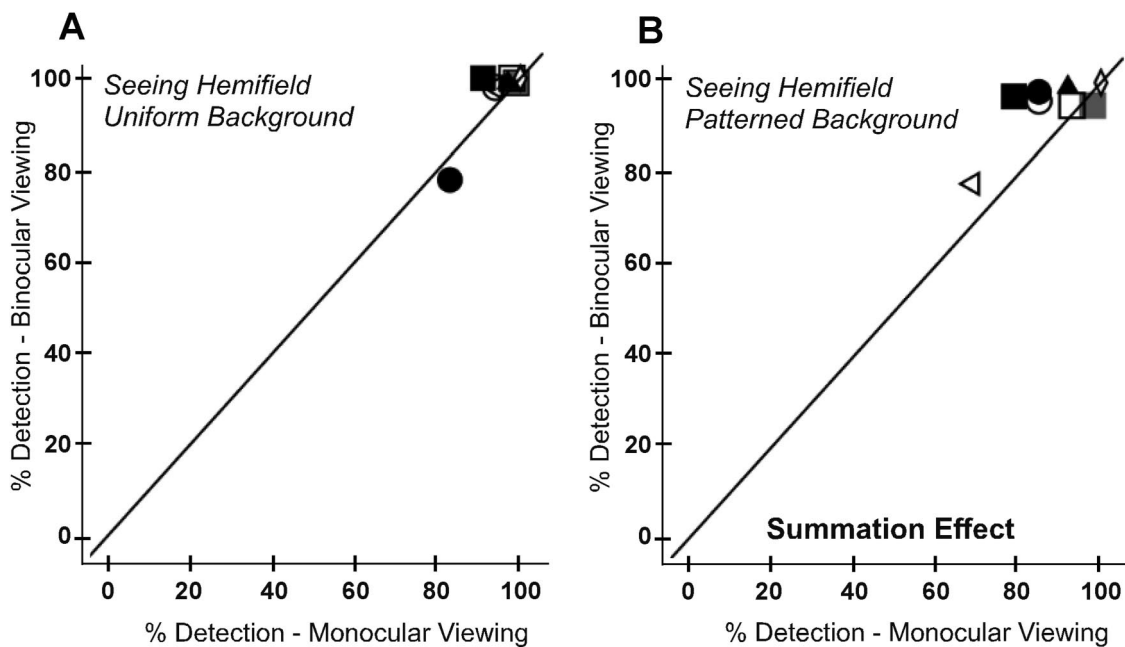 A
Seeing Hemifield
Uniform Background
% Detection - Binocular Viewing
100
80
60
40
20
0
0 20 40 60 80 100
% Detection - Monocular Viewing
B
Seeing Hemifield
Patterned Background
% Detection - Binocular Viewing
100
80
60
40
20
0
Summation Effect
0 20 40 60 80 100
% Detection - Monocular Viewing